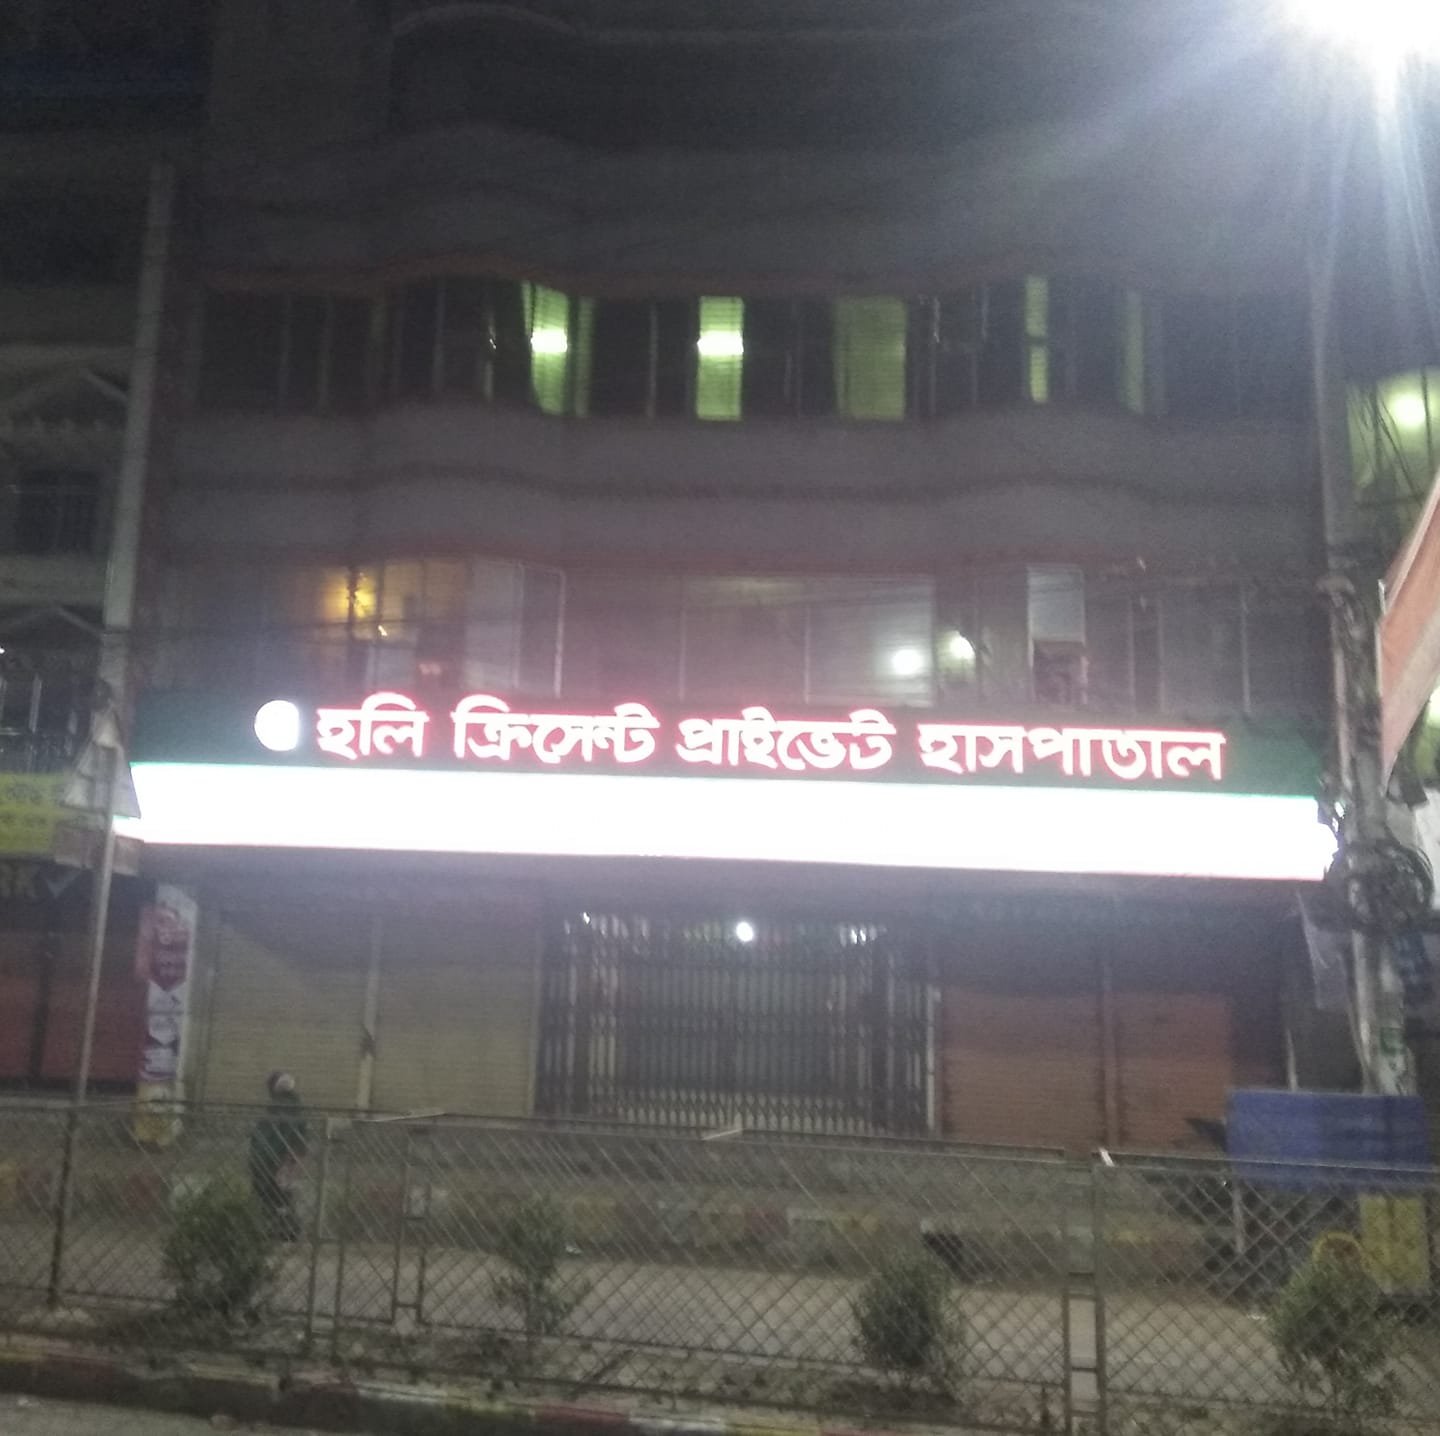 হলি ক্রিসেন্ট প্রাইভেট হাসপাতাল